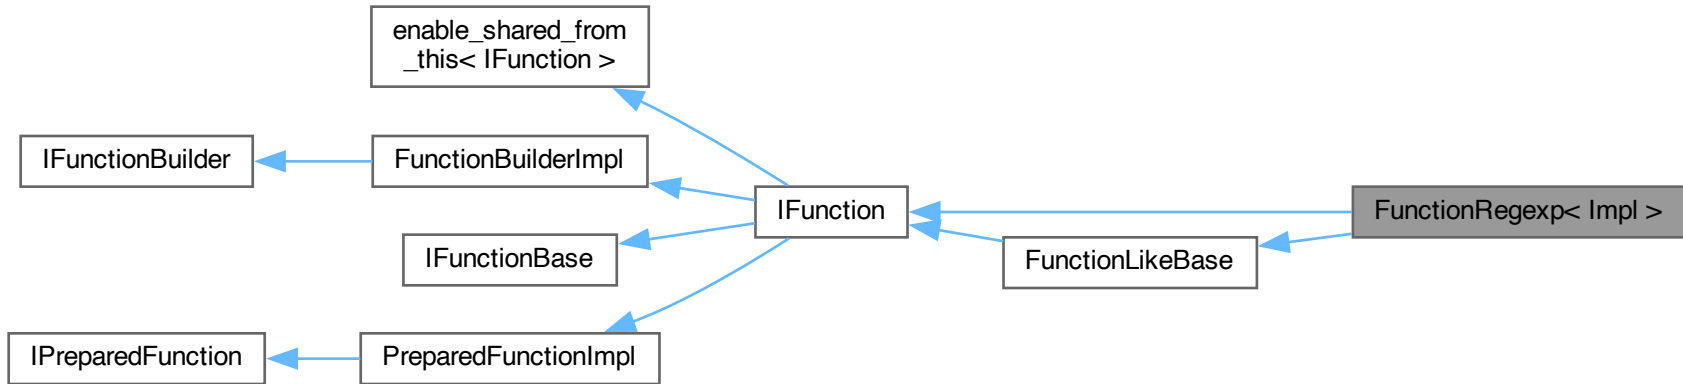 enable_shared_from
_this< IFunction >
IFunctionBuilder
FunctionBuilderImpl
IFunction
FunctionRegexp< Impl >
IFunctionBase
FunctionLikeBase
IPreparedFunction
PreparedFunctionImpl